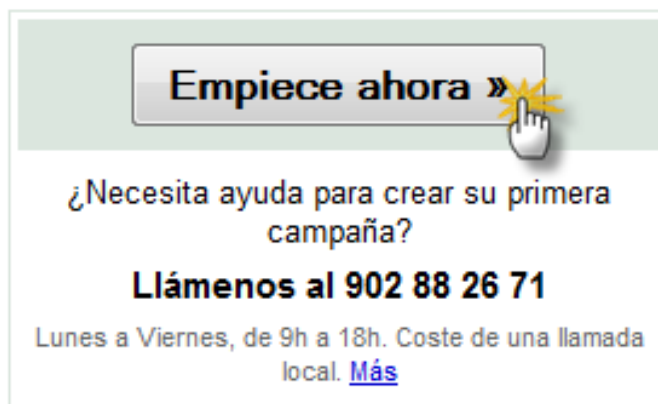 Empiece ahora »
¿Necesita ayuda para crear su primera
campaña?
Llámenos al 902 88 26 71
Lunes a Viernes, de 9h a 18h. Coste de una llamada
local. Más